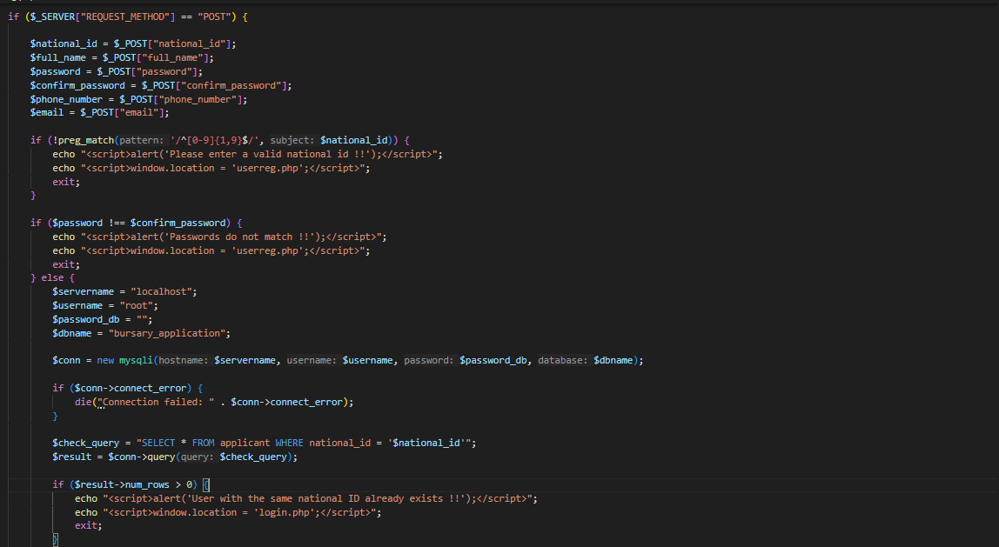 if ($_SERVER["REQUEST_METHOD"] == "POST") {
$national_id = $_POST["national_id"];
$full_name = $_POST["full_name"];
$password = $_POST["password"];
$confirm_password = $_POST["confirm_password"];
$phone_number = $_POST["phone_number"];
$email = $_POST["email"];
if (!preg_match(pattern: '/^[0-9]{1,9}$/', subject: $national_id)) {
echo "<script>alert('Please enter a valid national id !!');</script>";
echo "<script>window.location = 'userreg.php';</script>";
exit;
}
if ($password !== $confirm_password) {
echo "<script>alert('Passwords do not match !!');</script>";
echo "<script>window.location = 'userreg.php';</script>";
exit;
} else {
$servername = "localhost";
$username = "root";
$password_db = "";
$dbname = "bursary_application";
$conn = new mysqli(hostname: $servername, username: $username, password: $password_db, database: $dbname);
if ($conn->connect_error) {
die("Connection failed: " . $conn->connect_error);
}
$check_query = "SELECT * FROM applicant WHERE national_id = '$national_id'";
$result = $conn->query(query: $check_query);
if ($result->num_rows > 0) {
echo "<script>alert('User with the same national ID already exists !!');</script>";
echo "<script>window.location = 'login.php';</script>";
exit;
}